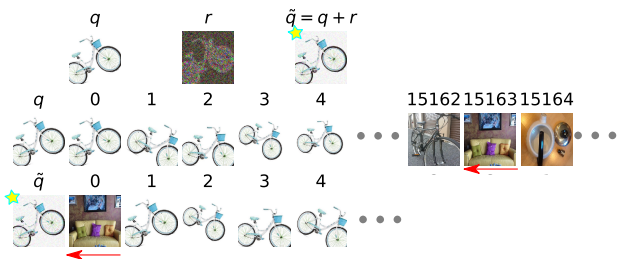 q r q̃ = q + r
q 0 1 2 3 4 15162 15163 15164
q̃ 0 1 2 3 4